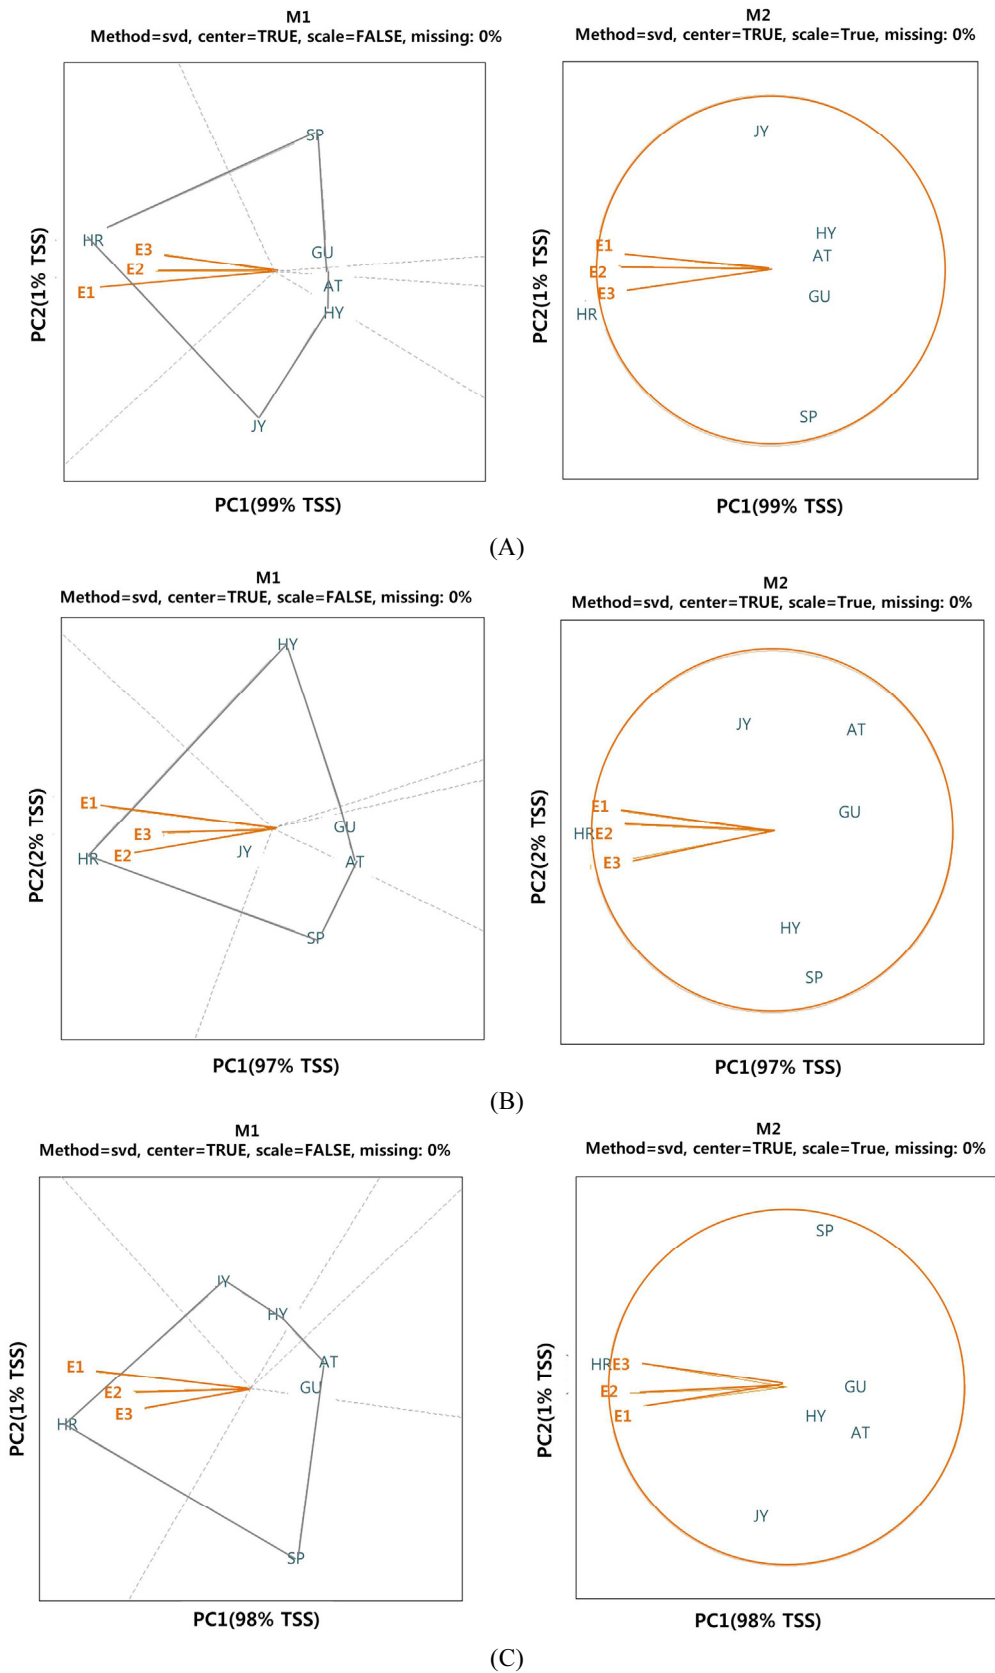 M1
Method=svd, center=TRUE, scale=FALSE, missing: 0%
M2
Method=svd, center=TRUE, scale=True, missing: 0%
SP
HR
E3
E2
E1
GU
AT
HY
JY
PC2(1% TSS)
PC1(99% TSS)
JY
HY
AT
E1
E2
E3
GU
HR
SP
PC2(1% TSS)
PC1(99% TSS)
(A)
M1
Method=svd, center=TRUE, scale=FALSE, missing: 0%
M2
Method=svd, center=TRUE, scale=True, missing: 0%
HY
E1
E3
GU
E2
HR
JY
AT
SP
PC2(2% TSS)
PC1(97% TSS)
JY
AT
E1
GU
HR
E2
E3
HY
SP
PC2(2% TSS)
PC1(97% TSS)
(B)
M1
Method=svd, center=TRUE, scale=FALSE, missing: 0%
M2
Method=svd, center=TRUE, scale=True, missing: 0%
JY
HY
E1
AT
E2
GU
E3
HR
SP
PC2(1% TSS)
PC1(98% TSS)
SP
HR
E3
E2
GU
E1
HY
AT
JY
PC2(1% TSS)
PC1(98% TSS)
(C)